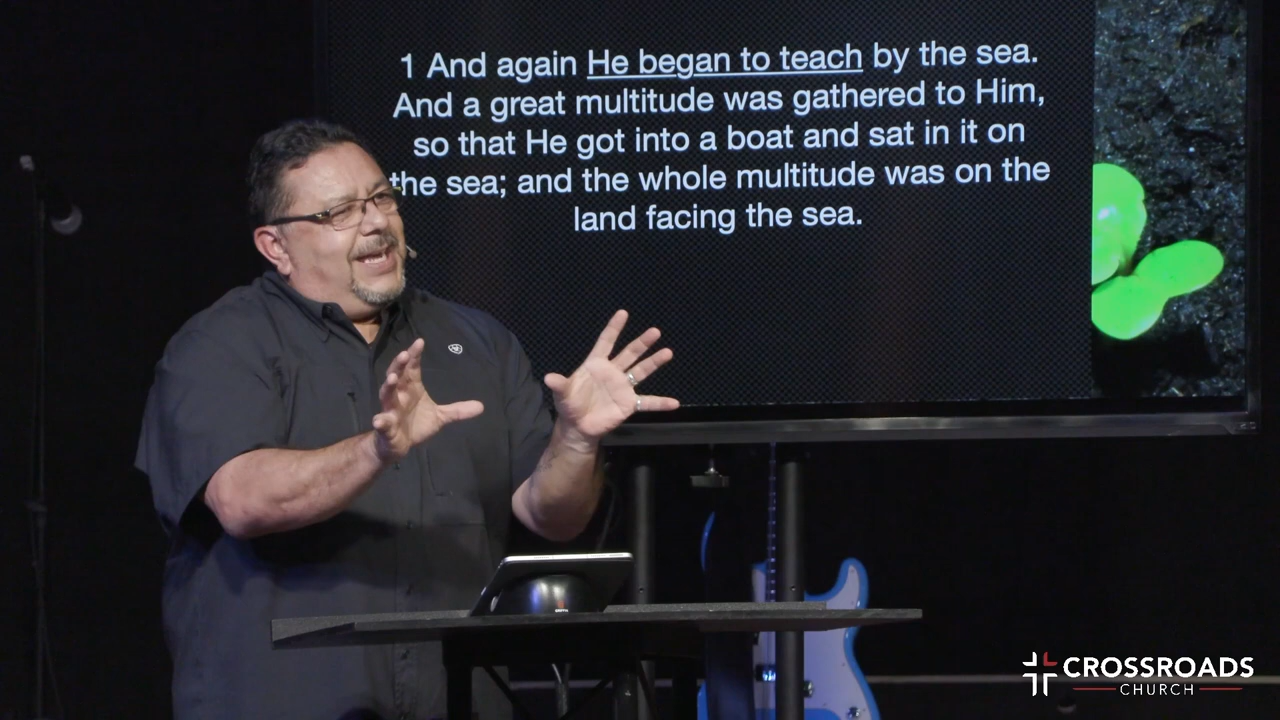 1 And again He began to teach by the sea.
And a great multitude was gathered to Him,
so that He got into a boat and sat in it on
the sea; and the whole multitude was on the
land facing the sea.
CROSSROADS
CHURCH